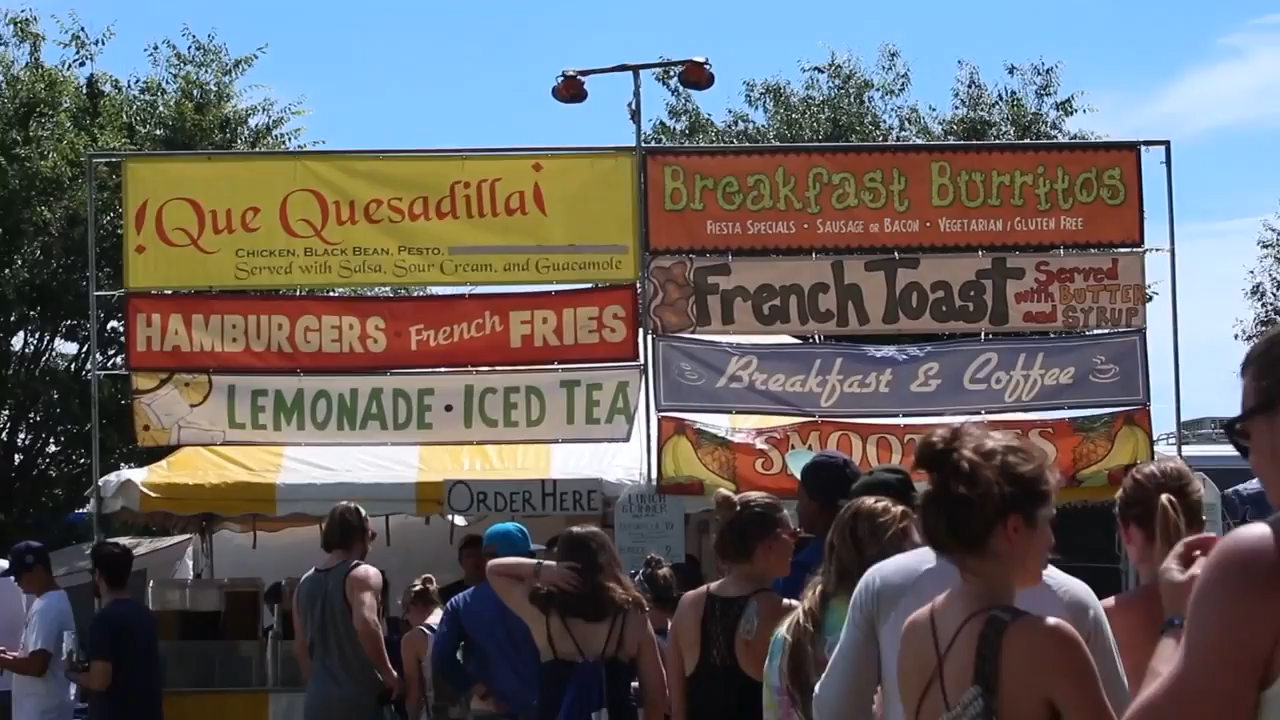 !Que Quesadilla¡
CHICKEN, BLACK BEAN, PESTO,
Served with Salsa, Sour Cream, and Guacamole
HAMBURGERS French FRIES
LEMONADE · ICED TEA
ORDER HERE
LUNCH
& DINNER
Breakfast Burritos
FIESTA SPECIALS • SAUSAGE OR BACON • VEGETARIAN / GLUTEN FREE
French Toast
Served
with BUTTER
and SYRUP
Breakfast & Coffee